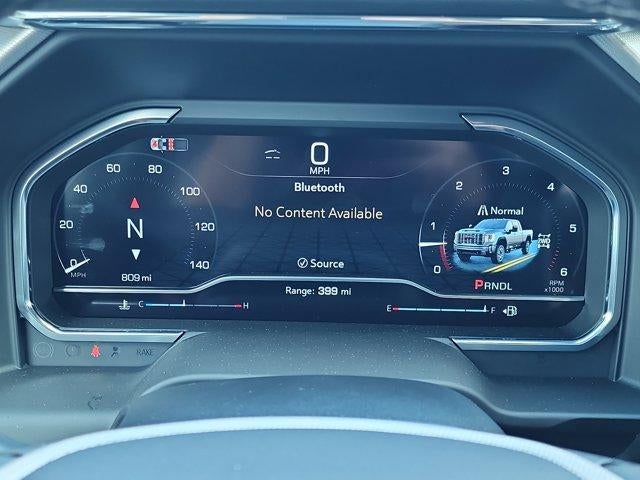 0
MPH
Bluetooth
No Content Available
Source
Range: 399 mi
0 20 40 60 80 100 120 140
MPH
N
809 mi
C H
0 1 2 3 4 5 6
Normal
2WD
PRNDL
RPM
x1000
E F